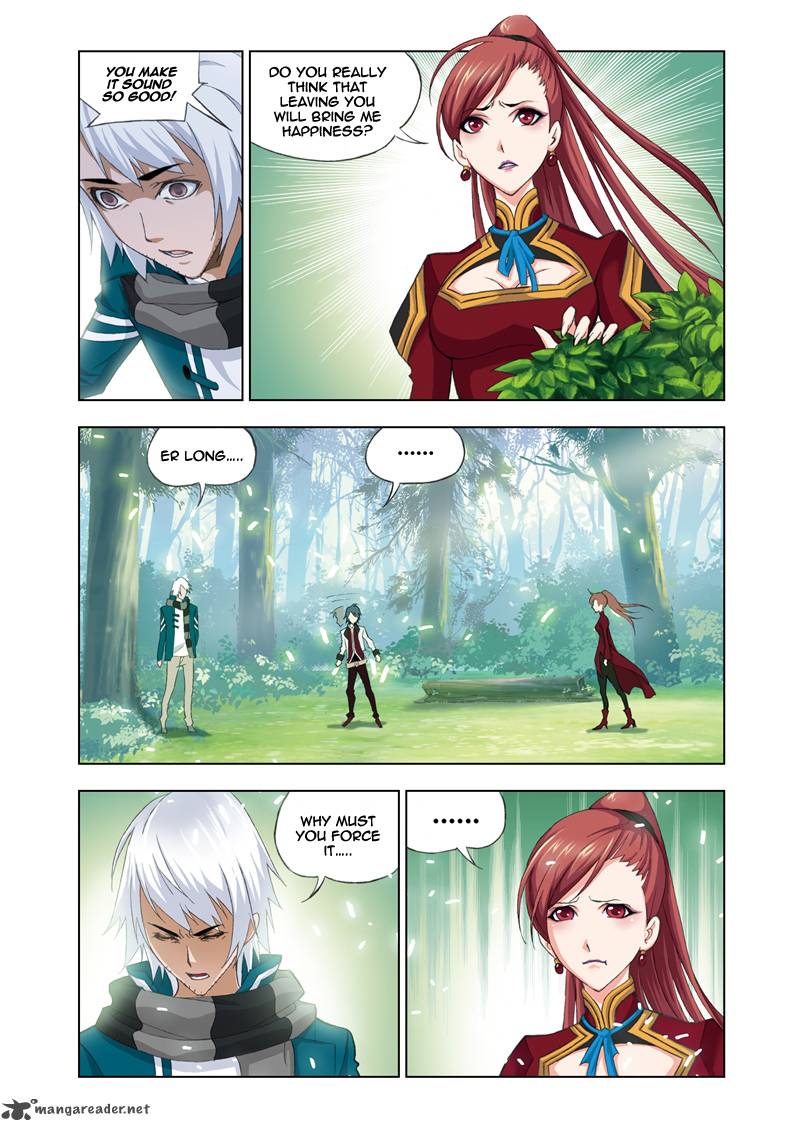 YOU MAKE
IT SOUND
SO GOOD!
DO YOU REALLY
THINK THAT
LEAVING YOU
WILL BRING ME
HAPPINESS?
ER LONG.....
......
WHY MUST
YOU FORCE
IT.....
......
mangareader.net